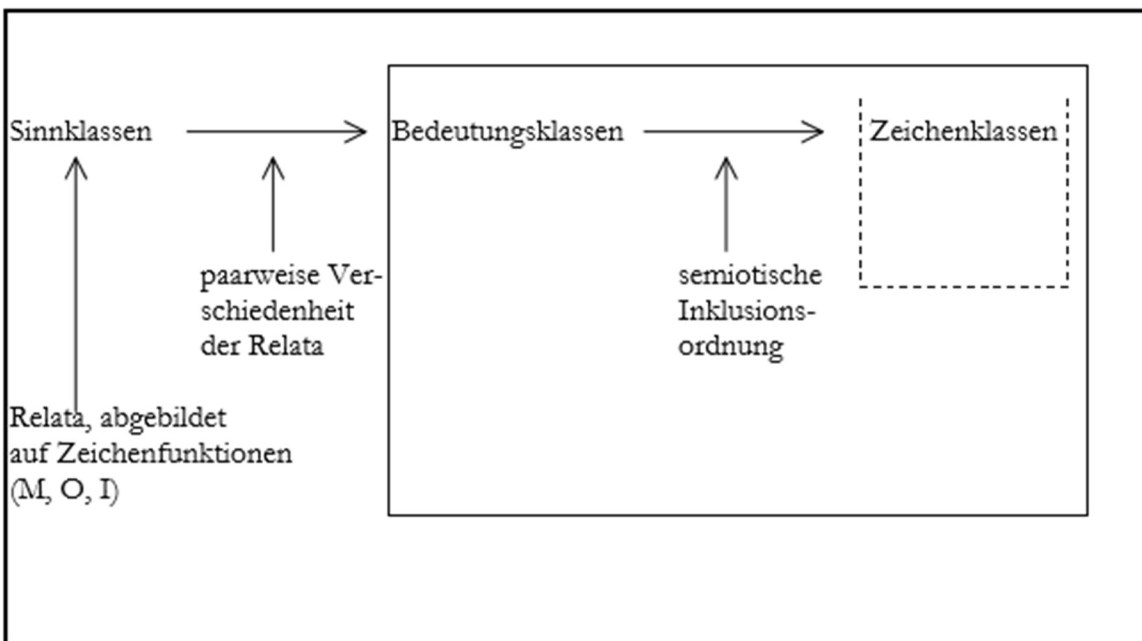 Sinnklassen
Bedeutungsklassen
Zeichenklassen
paarweise Ver-
schiedenheit
der Relata
semiotische
Inklusions-
ordnung
Relata, abgebildet
auf Zeichenfunktionen
(M, O, I)